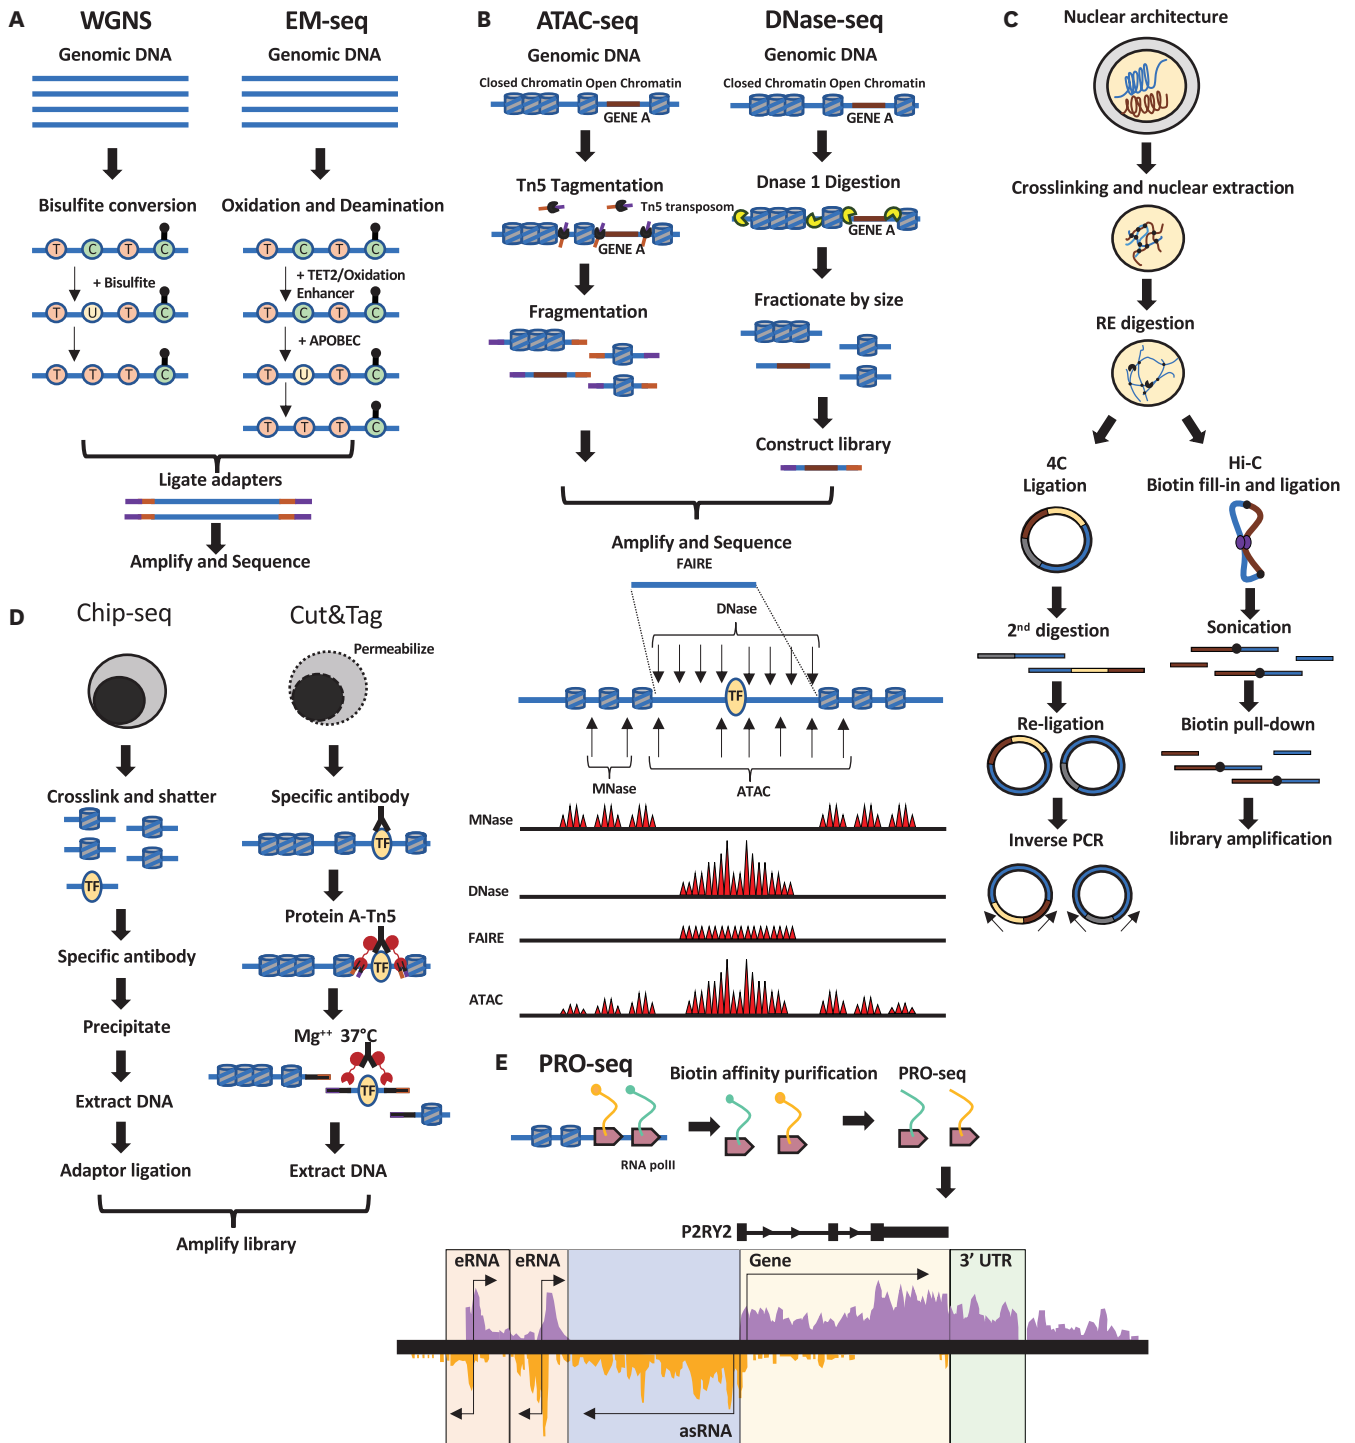 A
WGNS
EM-seq
Genomic DNA
Genomic DNA
Bisulfite conversion
Oxidation and Deamination
T C T C
T C T C
+ Bisulfite
+ TET2/Oxidation
Enhancer
T U T C
T C T C
+ APOBEC
T T T C
T U T C
T T T C
Ligate adapters
Amplify and Sequence
B
ATAC-seq
DNase-seq
Genomic DNA
Genomic DNA
Closed Chromatin Open Chromatin
Closed Chromatin Open Chromatin
GENE A
GENE A
Tn5 Tagmentation
Dnase 1 Digestion
Tn5 transposom
GENE A
GENE A
Fragmentation
Fractionate by size
Construct library
Amplify and Sequence
FAIRE
DNase
TF
MNase
ATAC
MNase
DNase
FAIRE
ATAC
C
Nuclear architecture
Crosslinking and nuclear extraction
RE digestion
4C
Ligation
Hi-C
Biotin fill-in and ligation
2nd digestion
Sonication
Re-ligation
Biotin pull-down
Inverse PCR
library amplification
D
Chip-seq
Cut&Tag
Permeabilize
Crosslink and shatter
Specific antibody
TF
TF
Specific antibody
Protein A-Tn5
TF
Precipitate
Mg++ 37°C
TF
Extract DNA
Adaptor ligation
Extract DNA
Amplify library
E
PRO-seq
Biotin affinity purification
PRO-seq
RNA polII
P2RY2
eRNA
eRNA
Gene
3’ UTR
asRNA